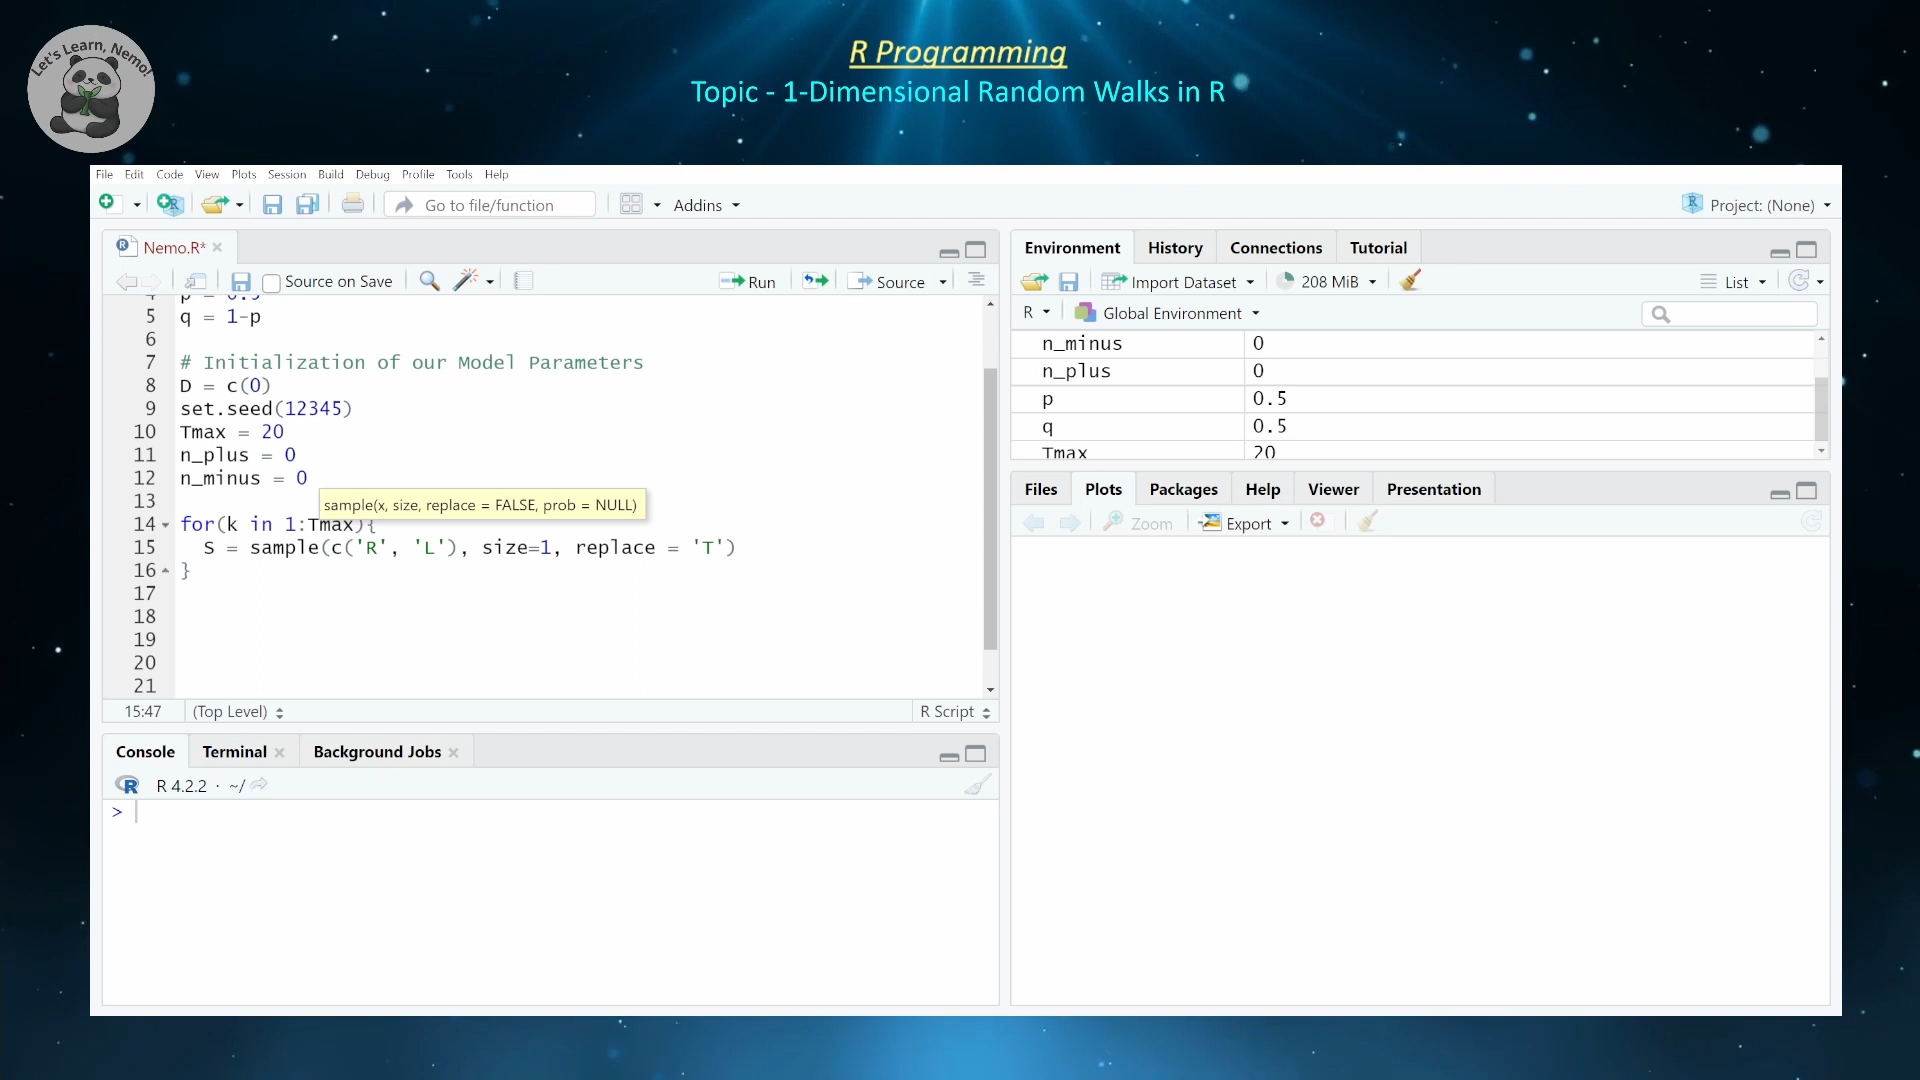 Let's Learn, Nemo!
R Programming
Topic - 1-Dimensional Random Walks in R
File Edit Code View Plots Session Build Debug Profile Tools Help
Go to file/function Addins Project: (None)
Nemo.R*
Source on Save Run Source
5 q = 1-p
6
7 # Initialization of our Model Parameters
8 D = c(0)
9 set.seed(12345)
10 Tmax = 20
11 n_plus = 0
12 n_minus = 0
13
sample(x, size, replace = FALSE, prob = NULL)
14 for(k in 1:Tmax){
15 S = sample(c('R', 'L'), size=1, replace = 'T')
16 }
17
18
19
20
21
15:47 (Top Level) R Script
Console Terminal Background Jobs
R 4.2.2 · ~/
>
Environment History Connections Tutorial
Import Dataset 208 MiB List
R Global Environment
n_minus 0
n_plus 0
p 0.5
q 0.5
Tmax 20
Files Plots Packages Help Viewer Presentation
Zoom Export